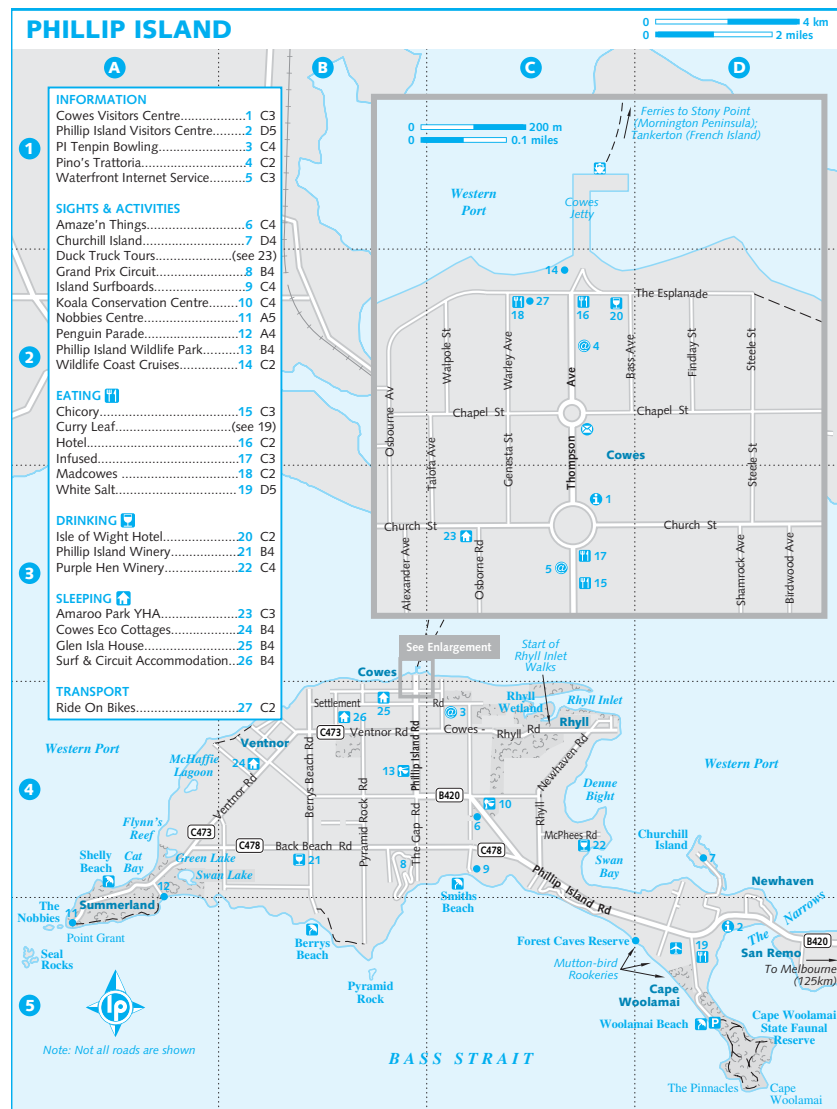 PHILLIP ISLAND
0 4 km
0 2 miles
A B C D
1
2
3
4
5
INFORMATION
Cowes Visitors Centre................1 C3
Phillip Island Visitors Centre....2 D5
PI Tenpin Bowling....................3 C4
Pino's Trattoria.........................4 C2
Waterfront Internet Service.......5 C3
SIGHTS & ACTIVITIES
Amaze'n Things........................6 C4
Churchill Island.........................7 D4
Duck Truck Tours................(see 23)
Grand Prix Circuit.....................8 B4
Island Surfboards......................9 C4
Koala Conservation Centre.....10 C4
Nobbies Centre.......................11 A5
Penguin Parade.......................12 A4
Phillip Island Wildlife Park.......13 B4
Wildlife Coast Cruises.............14 C2
EATING
Chicory...................................15 C3
Curry Leaf..........................(see 19)
Hotel......................................16 C2
Infused...................................17 C3
Madcowes..............................18 C2
White Salt...............................19 D5
DRINKING
Isle of Wight Hotel..................20 C2
Phillip Island Winery...............21 B4
Purple Hen Winery..................22 C4
SLEEPING
Amaroo Park YHA...................23 C3
Cowes Eco Cottages................24 B4
Glen Isla House.......................25 B4
Surf & Circuit Accommodation..26 B4
TRANSPORT
Ride On Bikes.........................27 C2
0 200 m
0 0.1 miles
Ferries to Stony Point
(Mornington Peninsula);
Tankerton (French Island)
Western
Port
Cowes
Jetty
14
The Esplanade
18
27
16
20
@ 4
Walpole St
Warley Ave
Ave
Bass Ave
Findlay St
Steele St
Osbourne Av
Chapel St
Chapel St
Talofa Ave
Genesta St
Thompson
Cowes
Steele St
i 1
Church St
Church St
23
17
5 @
15
Alexander Ave
Osborne Rd
Shamrock Ave
Birdwood Ave
See Enlargement
Cowes
Start of
Rhyll Inlet
Walks
Settlement
Rd
25
26
@ 3
Rhyll
Wetland
Rhyll Inlet
Rhyll
C473
Ventnor Rd
Cowes -
Rhyll Rd
Western Port
Ventnor
McHaffie
Lagoon
24
Ventnor Rd
Berrys Beach Rd
Pyramid Rock Rd
Phillip Island Rd
13
B420
10
6
Rhyll - Newhaven Rd
Denne
Bight
Western Port
Flynn's
Reef
C473
C478
Back Beach Rd
21
The Gap Rd
8
C478
9
McPhees Rd
22
Swan
Bay
Churchill
Island
7
Shelly
Beach
Cat
Bay
Green Lake
Swan Lake
12
Summerland
The
Nobbies
11
Point Grant
Seal
Rocks
Smiths
Beach
Phillip Island Rd
Newhaven
The Narrows
i 2
19
San Remo
B420
To Melbourne
(125km)
Berrys
Beach
Pyramid
Rock
Forest Caves Reserve
Mutton-bird
Rookeries
Cape
Woolamai
Woolamai Beach
P
Cape Woolamai
State Faunal
Reserve
The Pinnacles
Cape
Woolamai
lp
Note: Not all roads are shown
BASS STRAIT